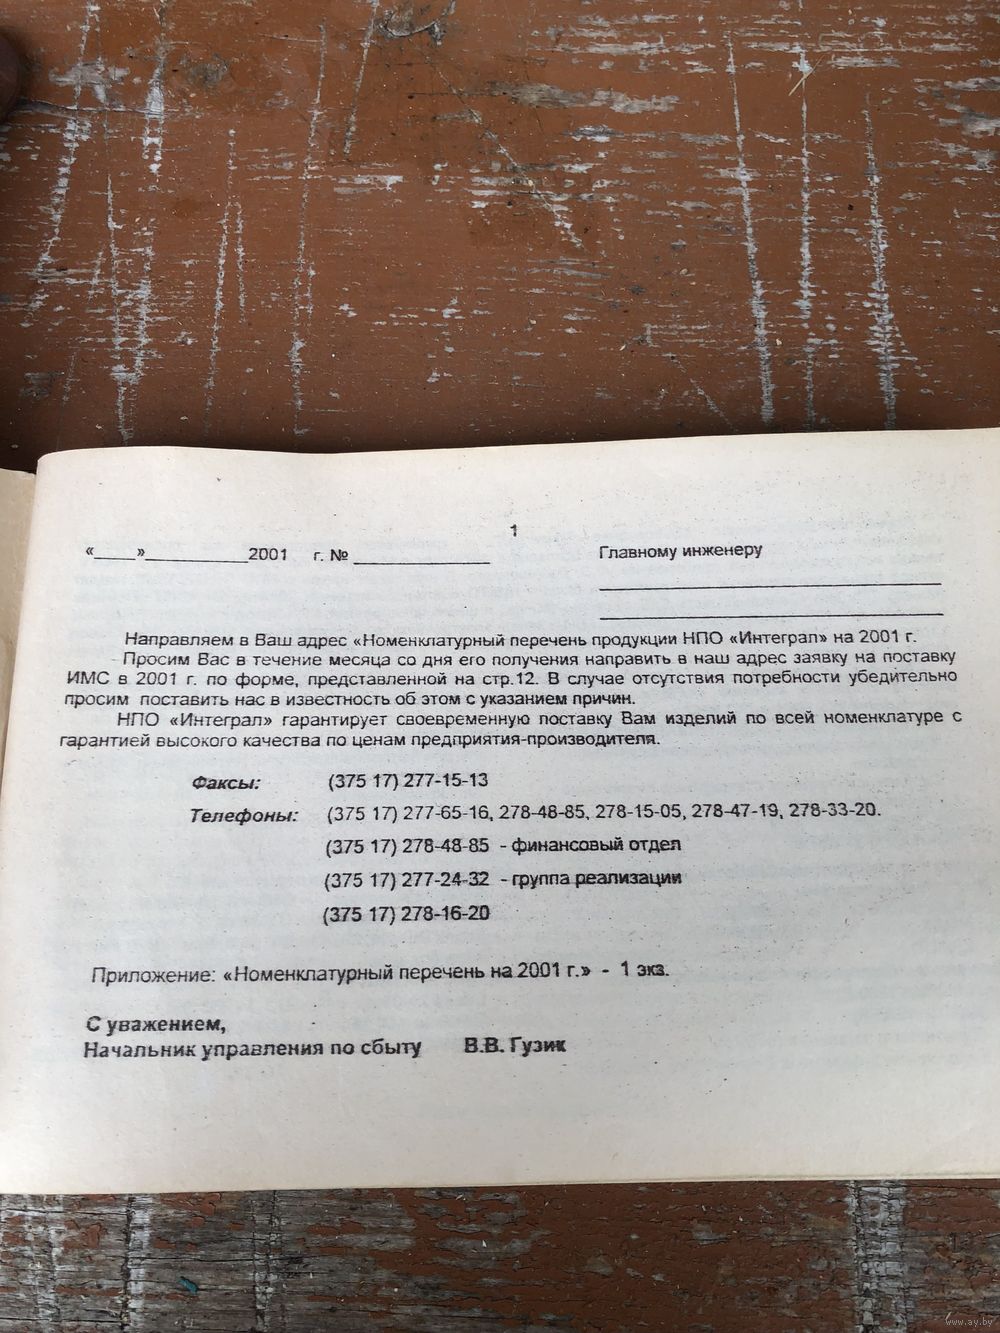 1
«____»___________2001 г. № _______________ Главному инженеру
Направляем в Ваш адрес «Номенклатурный перечень продукции НПО «Интеграл» на 2001 г.
Просим Вас в течение месяца со дня его получения направить в наш адрес заявку на поставку
ИМС в 2001 г. по форме, представленной на стр.12. В случае отсутствия потребности убедительно
просим поставить нас в известность об этом с указанием причин.
НПО «Интеграл» гарантирует своевременную поставку Вам изделий по всей номенклатуре с
гарантией высокого качества по ценам предприятия-производителя.
Факсы: (375 17) 277-15-13
Телефоны: (375 17) 277-65-16, 278-48-85, 278-15-05, 278-47-19, 278-33-20.
(375 17) 278-48-85 - финансовый отдел
(375 17) 277-24-32 - группа реализации
(375 17) 278-16-20
Приложение: «Номенклатурный перечень на 2001 г.» - 1 экз.
С уважением,
Начальник управления по сбыту В.В. Гузик
www.ay.by